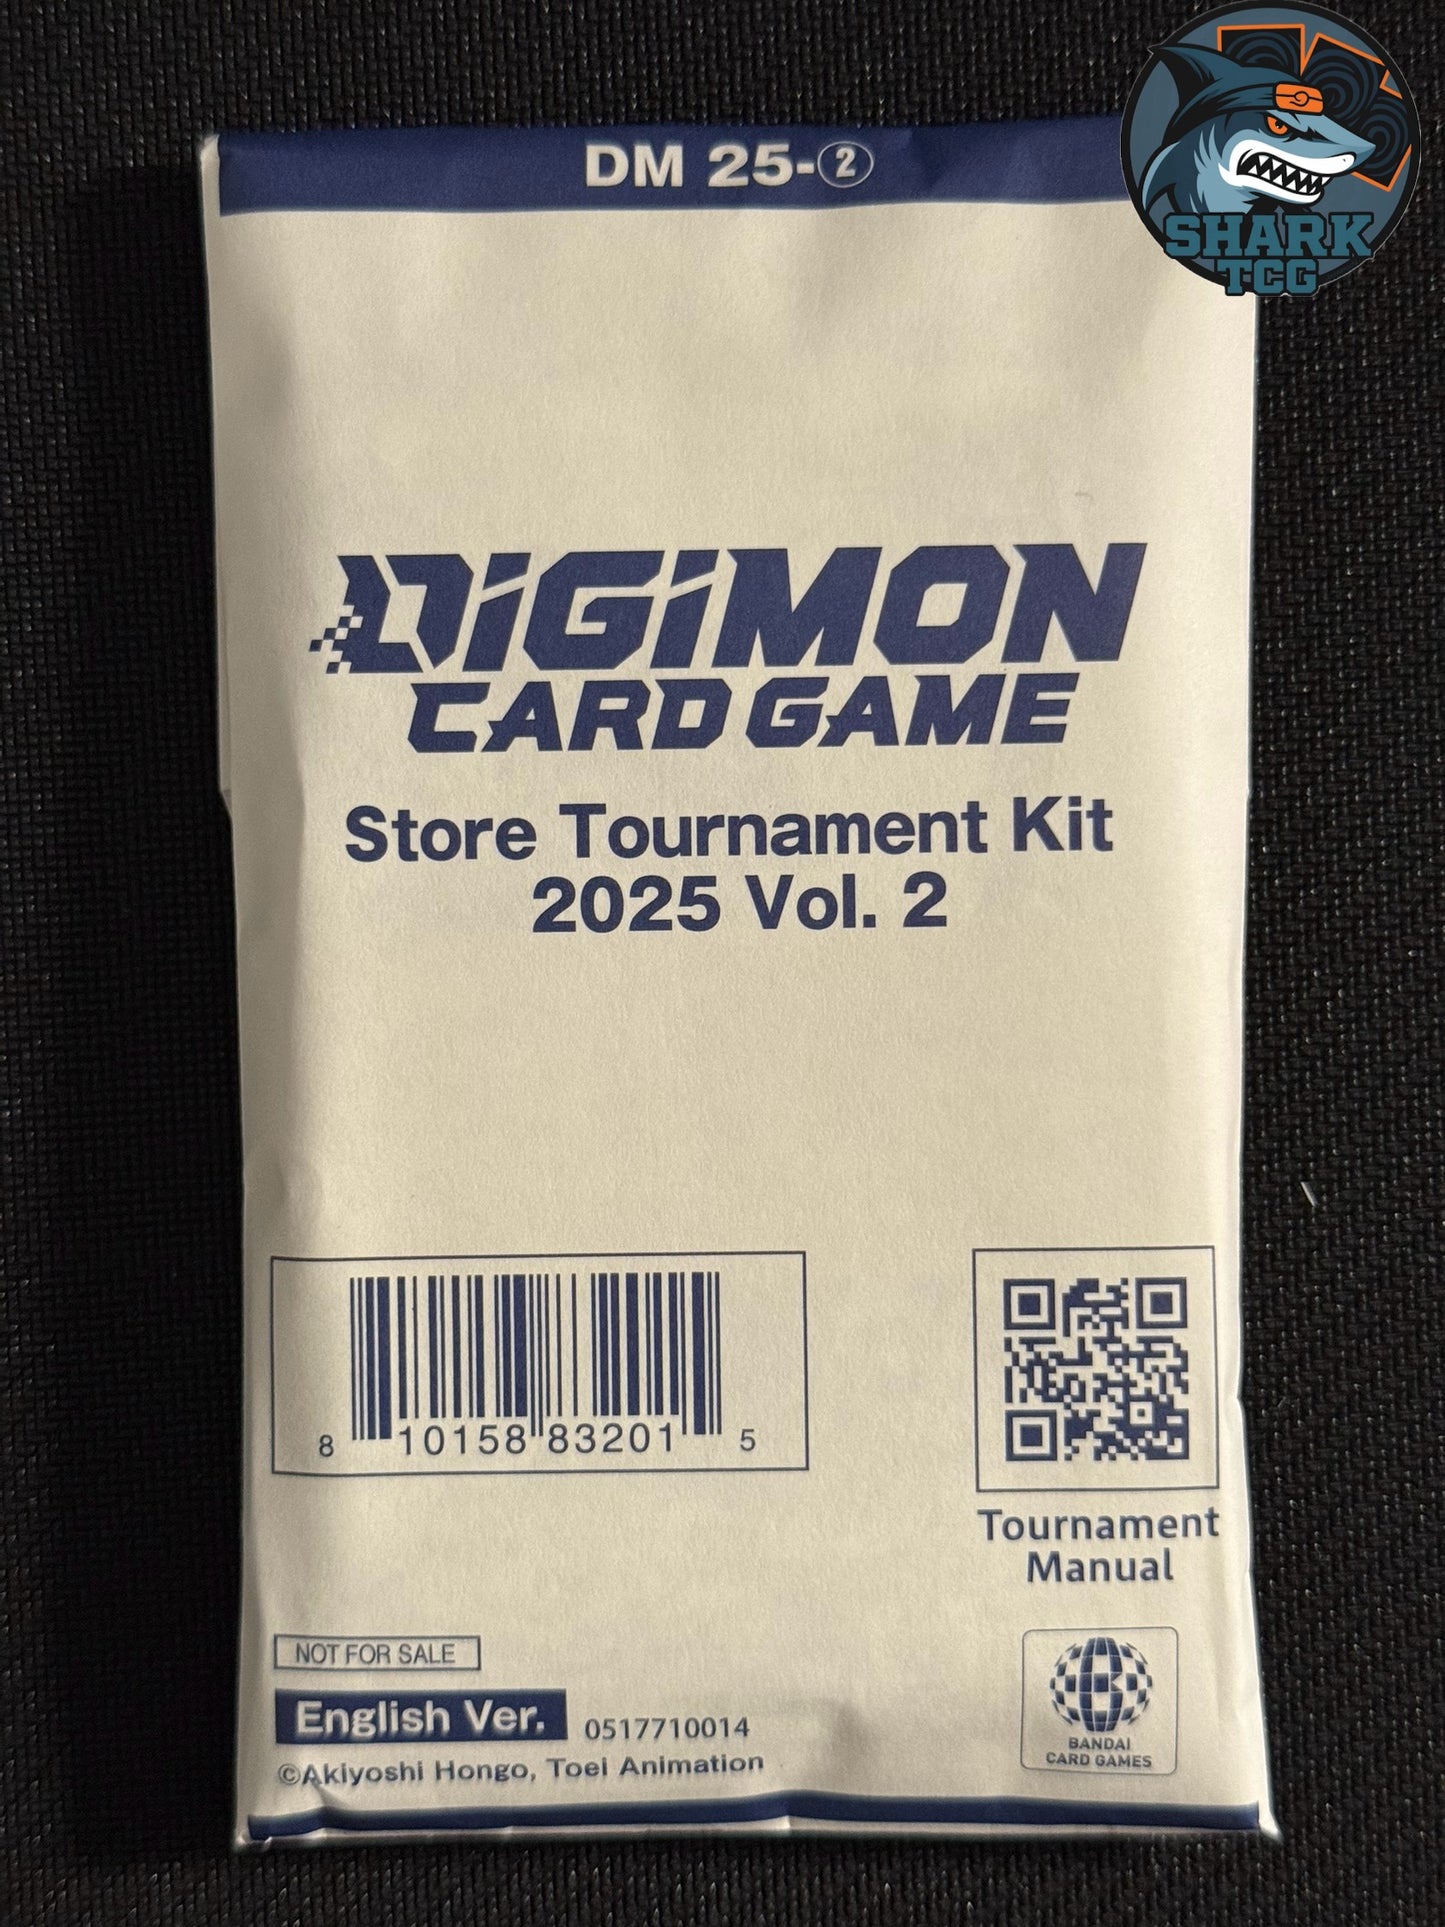 DM 25-②
SHARK
TCG
DIGIMON
CARD GAME
Store Tournament Kit
2025 Vol. 2
8 10158 83201 5
Tournament
Manual
NOT FOR SALE
English Ver. 0517710014
©Akiyoshi Hongo, Toei Animation
BANDAI
CARD GAMES